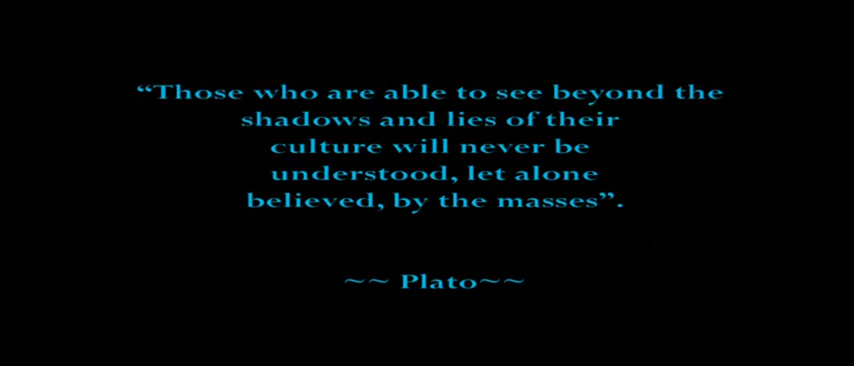 “Those who are able to see beyond the
shadows and lies of their
culture will never be
understood, let alone
believed, by the masses”.
~~ Plato~~